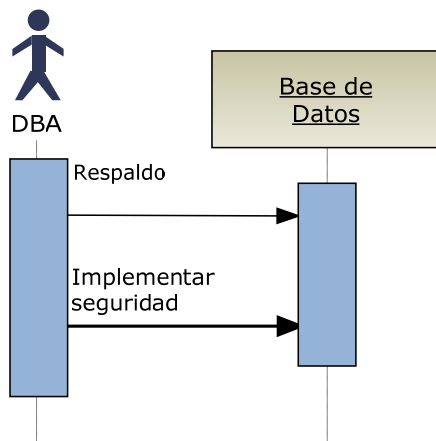 DBA
Base de
Datos
Respaldo
Implementar
seguridad